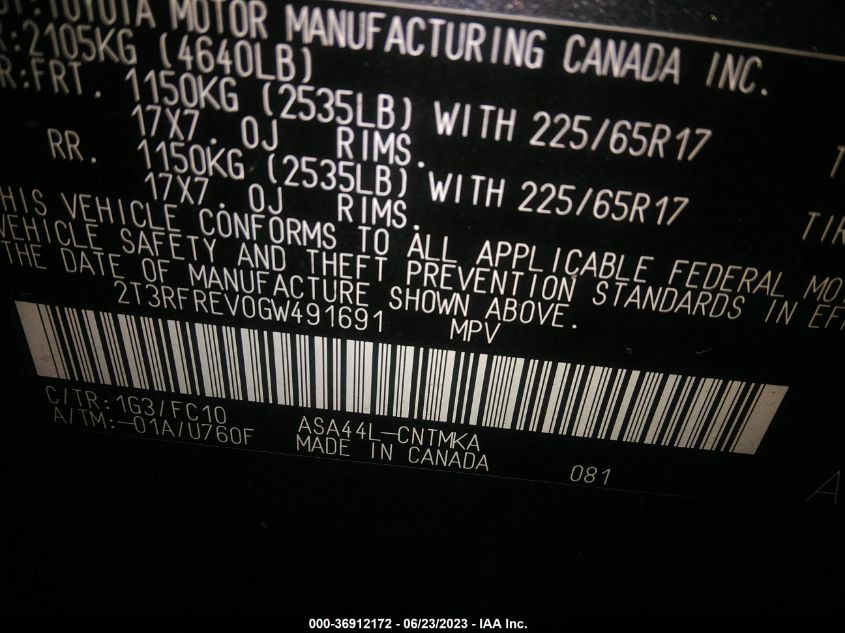 TOYOTA MOTOR MANUFACTURING CANADA INC.
2105KG (4640LB)
FRT. 1150KG (2535LB) WITH 225/65R17
17X7.0J RIMS.
RR. 1150KG (2535LB) WITH 225/65R17
17X7.0J RIMS.
HIS VEHICLE CONFORMS TO ALL APPLICABLE FEDERAL MO
VEHICLE SAFETY AND THEFT PREVENTION STANDARDS IN EF
THE DATE OF MANUFACTURE SHOWN ABOVE.
2T3RFREV0GW491691 MPV
C/TR:1G3/FC10
A/TM:-01A/U760F
ASA44L-CNTMKA
MADE IN CANADA
081
A
000-36912172 - 06/23/2023 - IAA Inc.